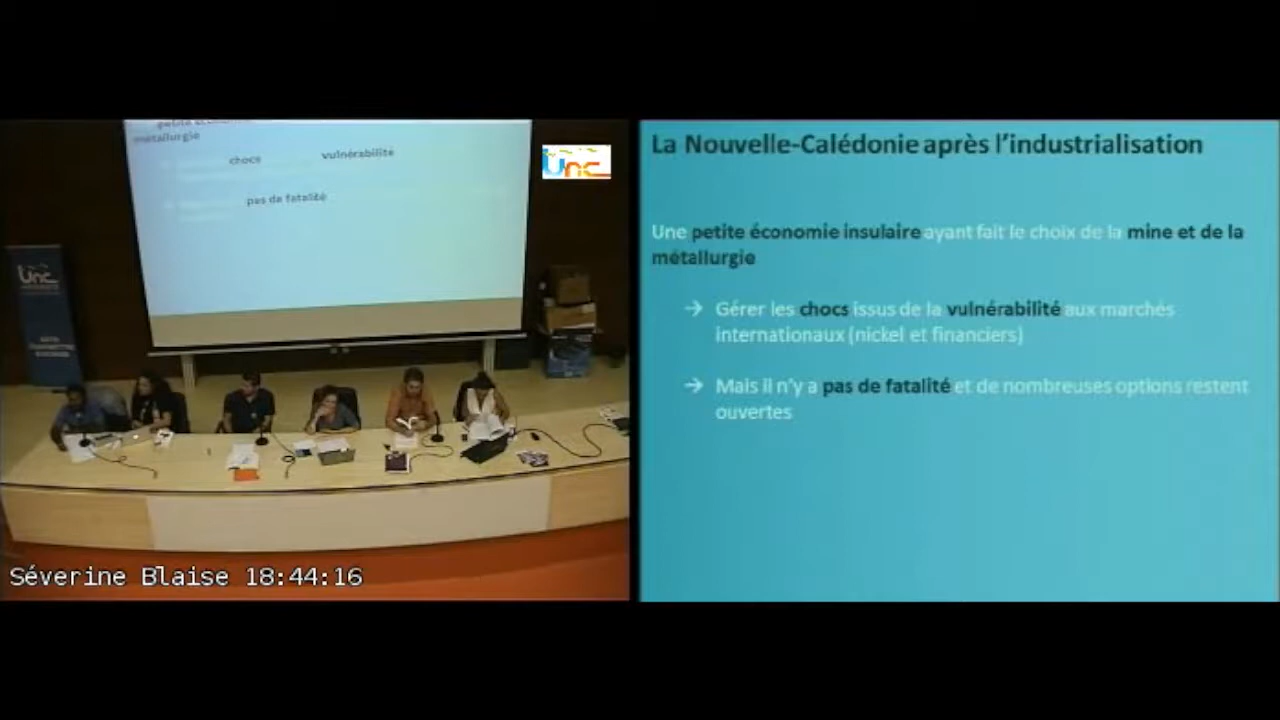 métallurgie
chocs vulnérabilité
pas de fatalité
Unc
Unc
Séverine Blaise 18:44:16
La Nouvelle-Calédonie après l'industrialisation
Une petite économie insulaire ayant fait le choix de la mine et de la
métallurgie
→ Gérer les chocs issus de la vulnérabilité aux marchés
internationaux (nickel et financiers)
→ Mais il n'y a pas de fatalité et de nombreuses options restent
ouvertes